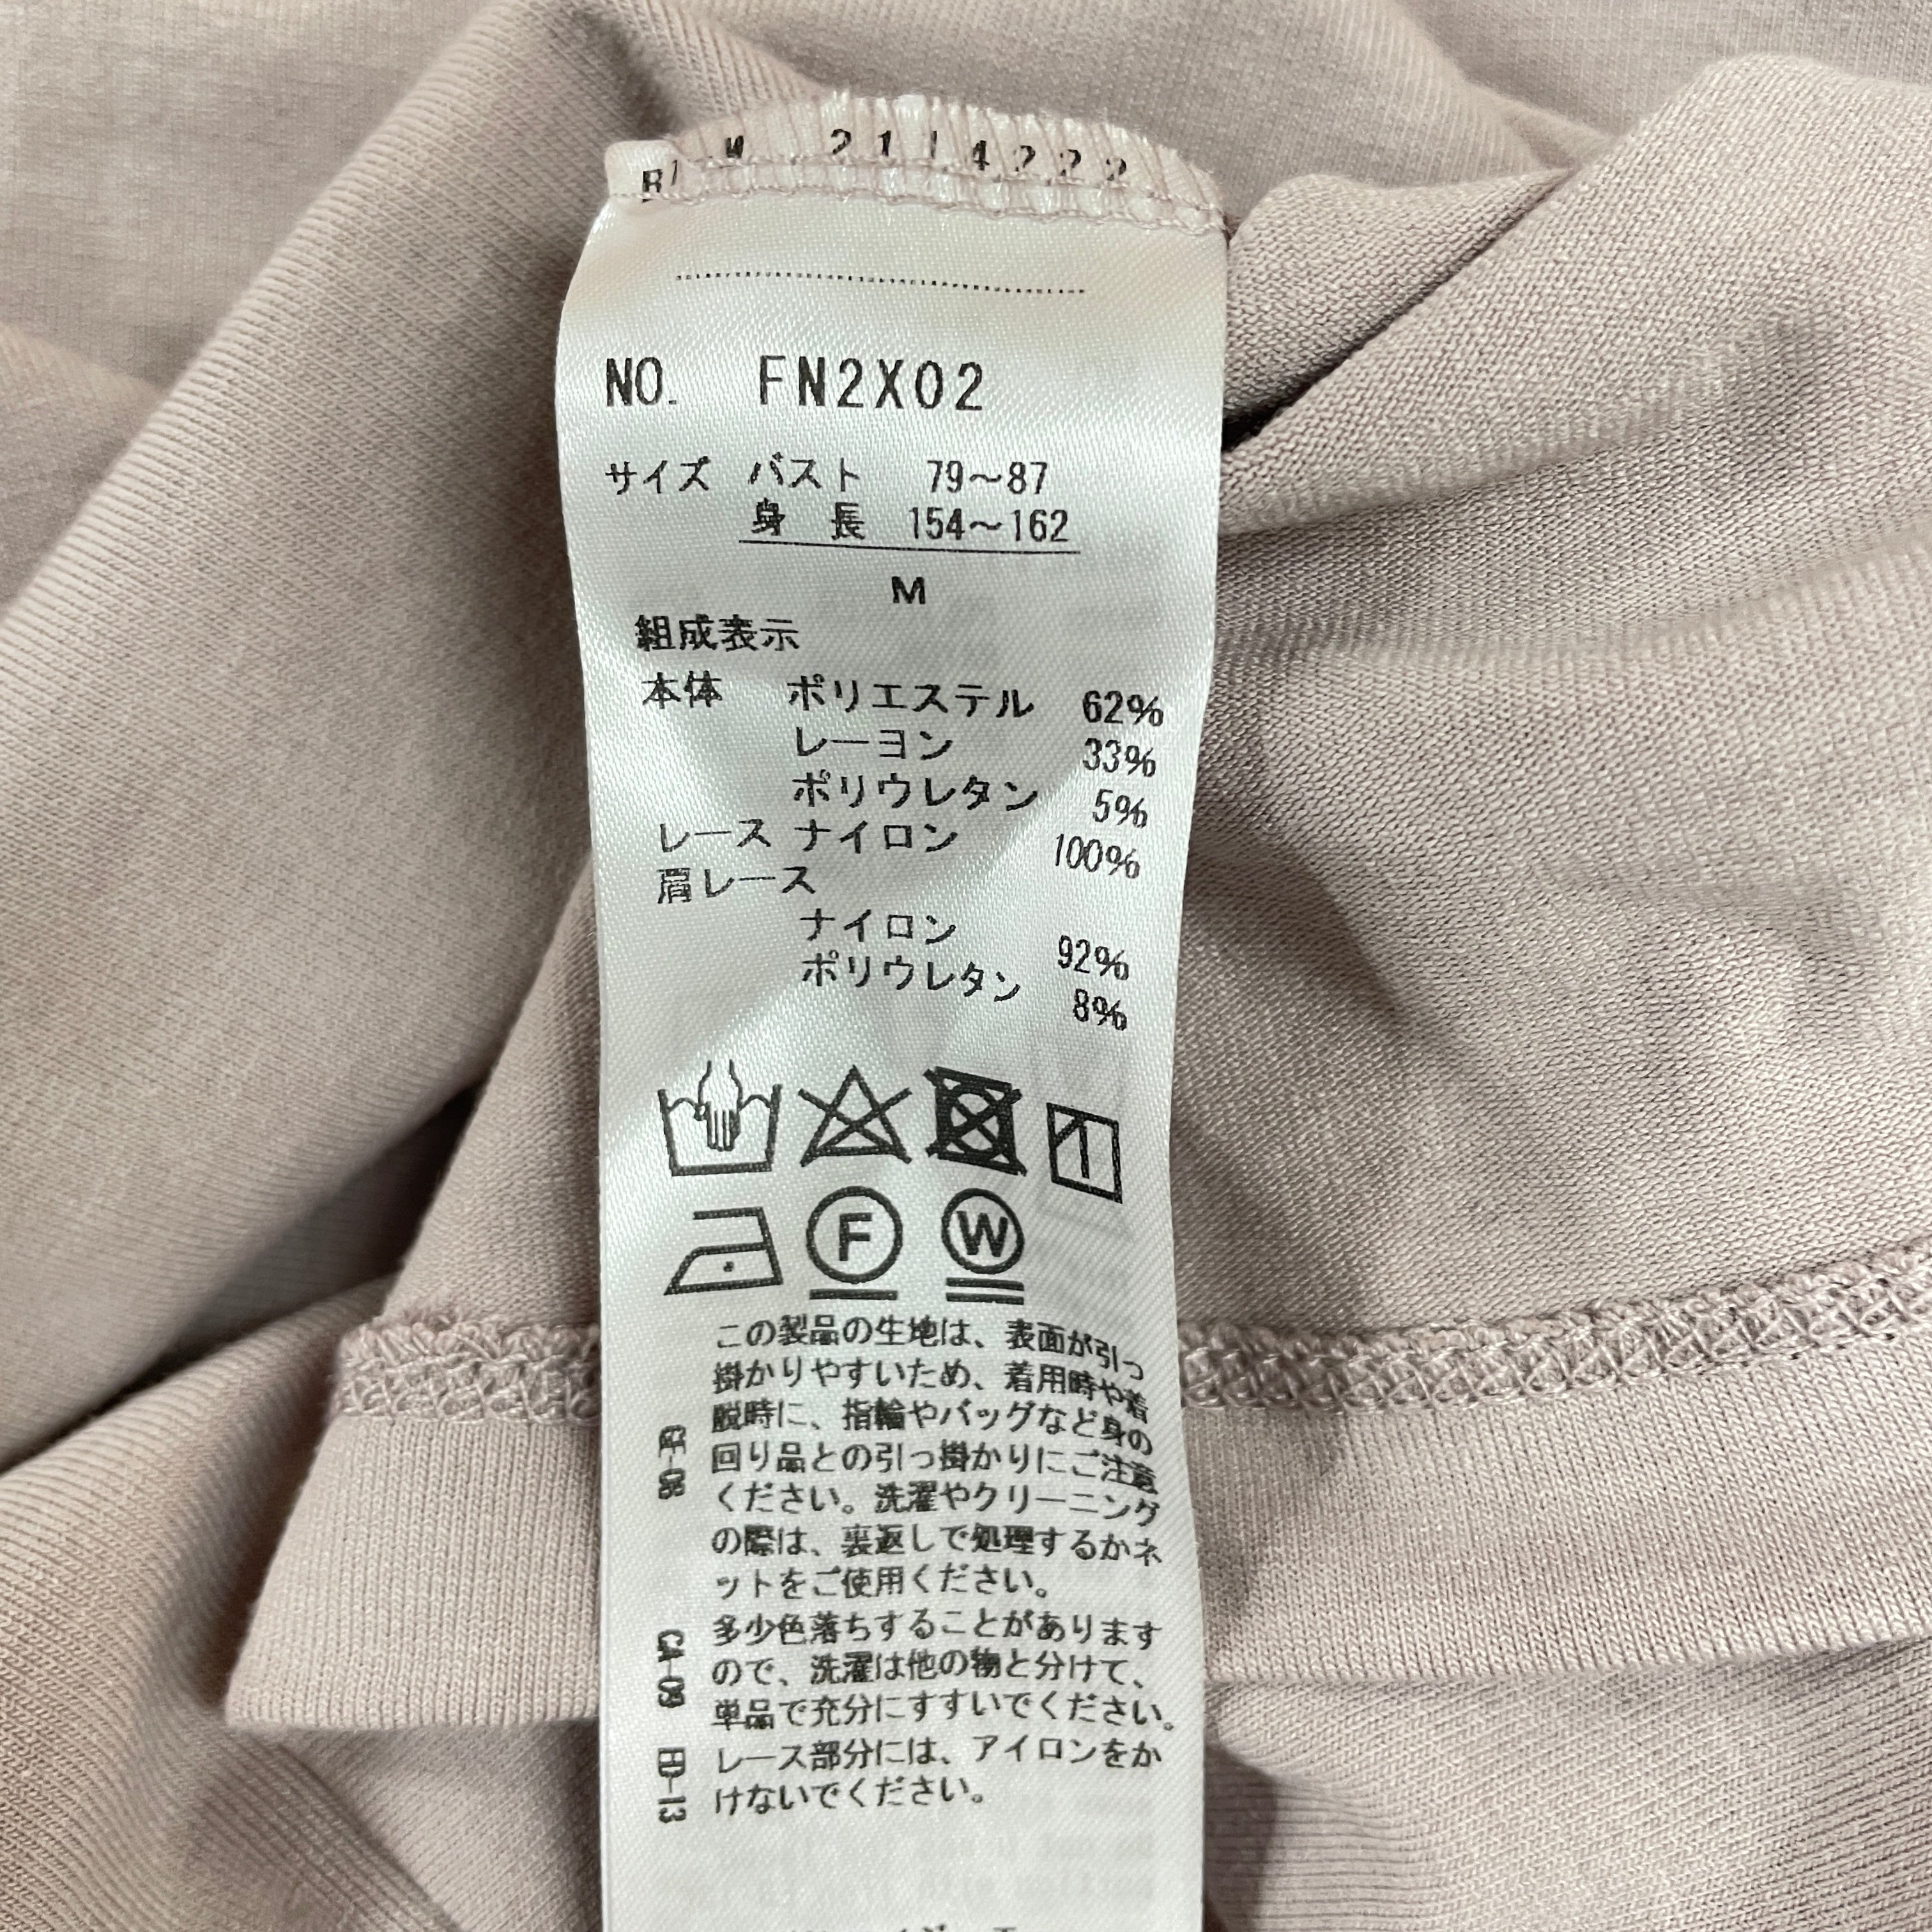 NO. FN2X02
サイズ バスト 79～87
身 長 154～162
M
組成表示
本体 ポリエステル 62%
レーヨン 33%
ポリウレタン 5%
レース ナイロン 100%
肩レース
ナイロン 92%
ポリウレタン 8%
F W
この製品の生地は、表面が引っ
掛かりやすいため、着用時や着
脱時に、指輪やバッグなど身の
回り品との引っ掛かりにご注意
ください。洗濯やクリーニング
の際は、裏返しで処理するかネ
ットをご使用ください。
多少色落ちすることがあります
ので、洗濯は他の物と分けて、
単品で充分にすすいでください。
CA-09
レース部分には、アイロンをか
けないでください。
ED-13